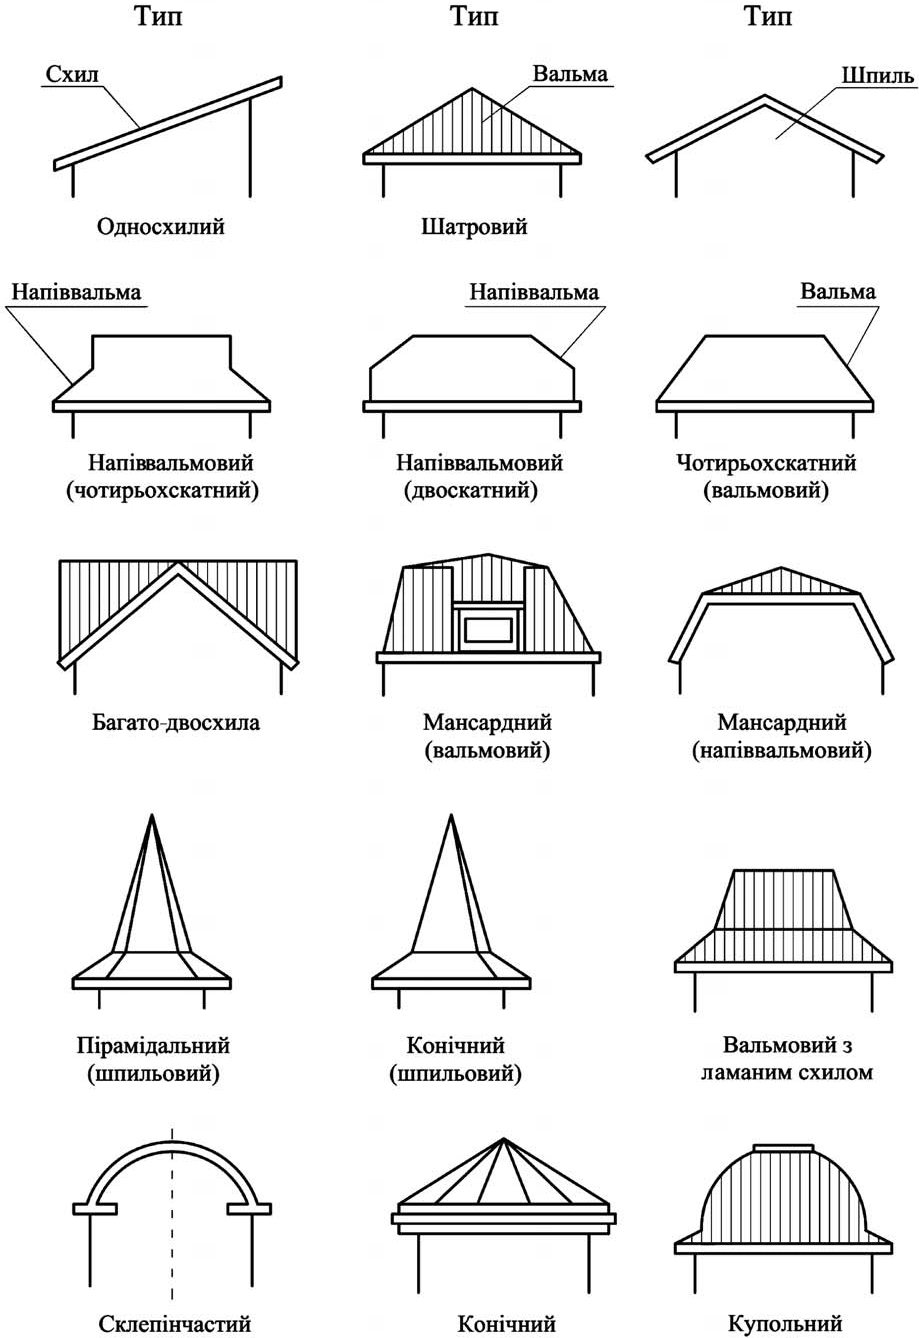 Тип Тип Тип
Схил Вальма Шпиль
Односхилий Шатровий
Напіввальма Напіввальма Вальма
Напіввальмовий Напіввальмовий Чотирьохскатний
(чотирьохскатний) (двоскатний) (вальмовий)
Багато-двосхила Мансардний Мансардний
(вальмовий) (напіввальмовий)
Пірамідальний Конічний Вальмовий з
(шпильовий) (шпильовий) ламаним схилом
Склепінчастий Конічний Купольний